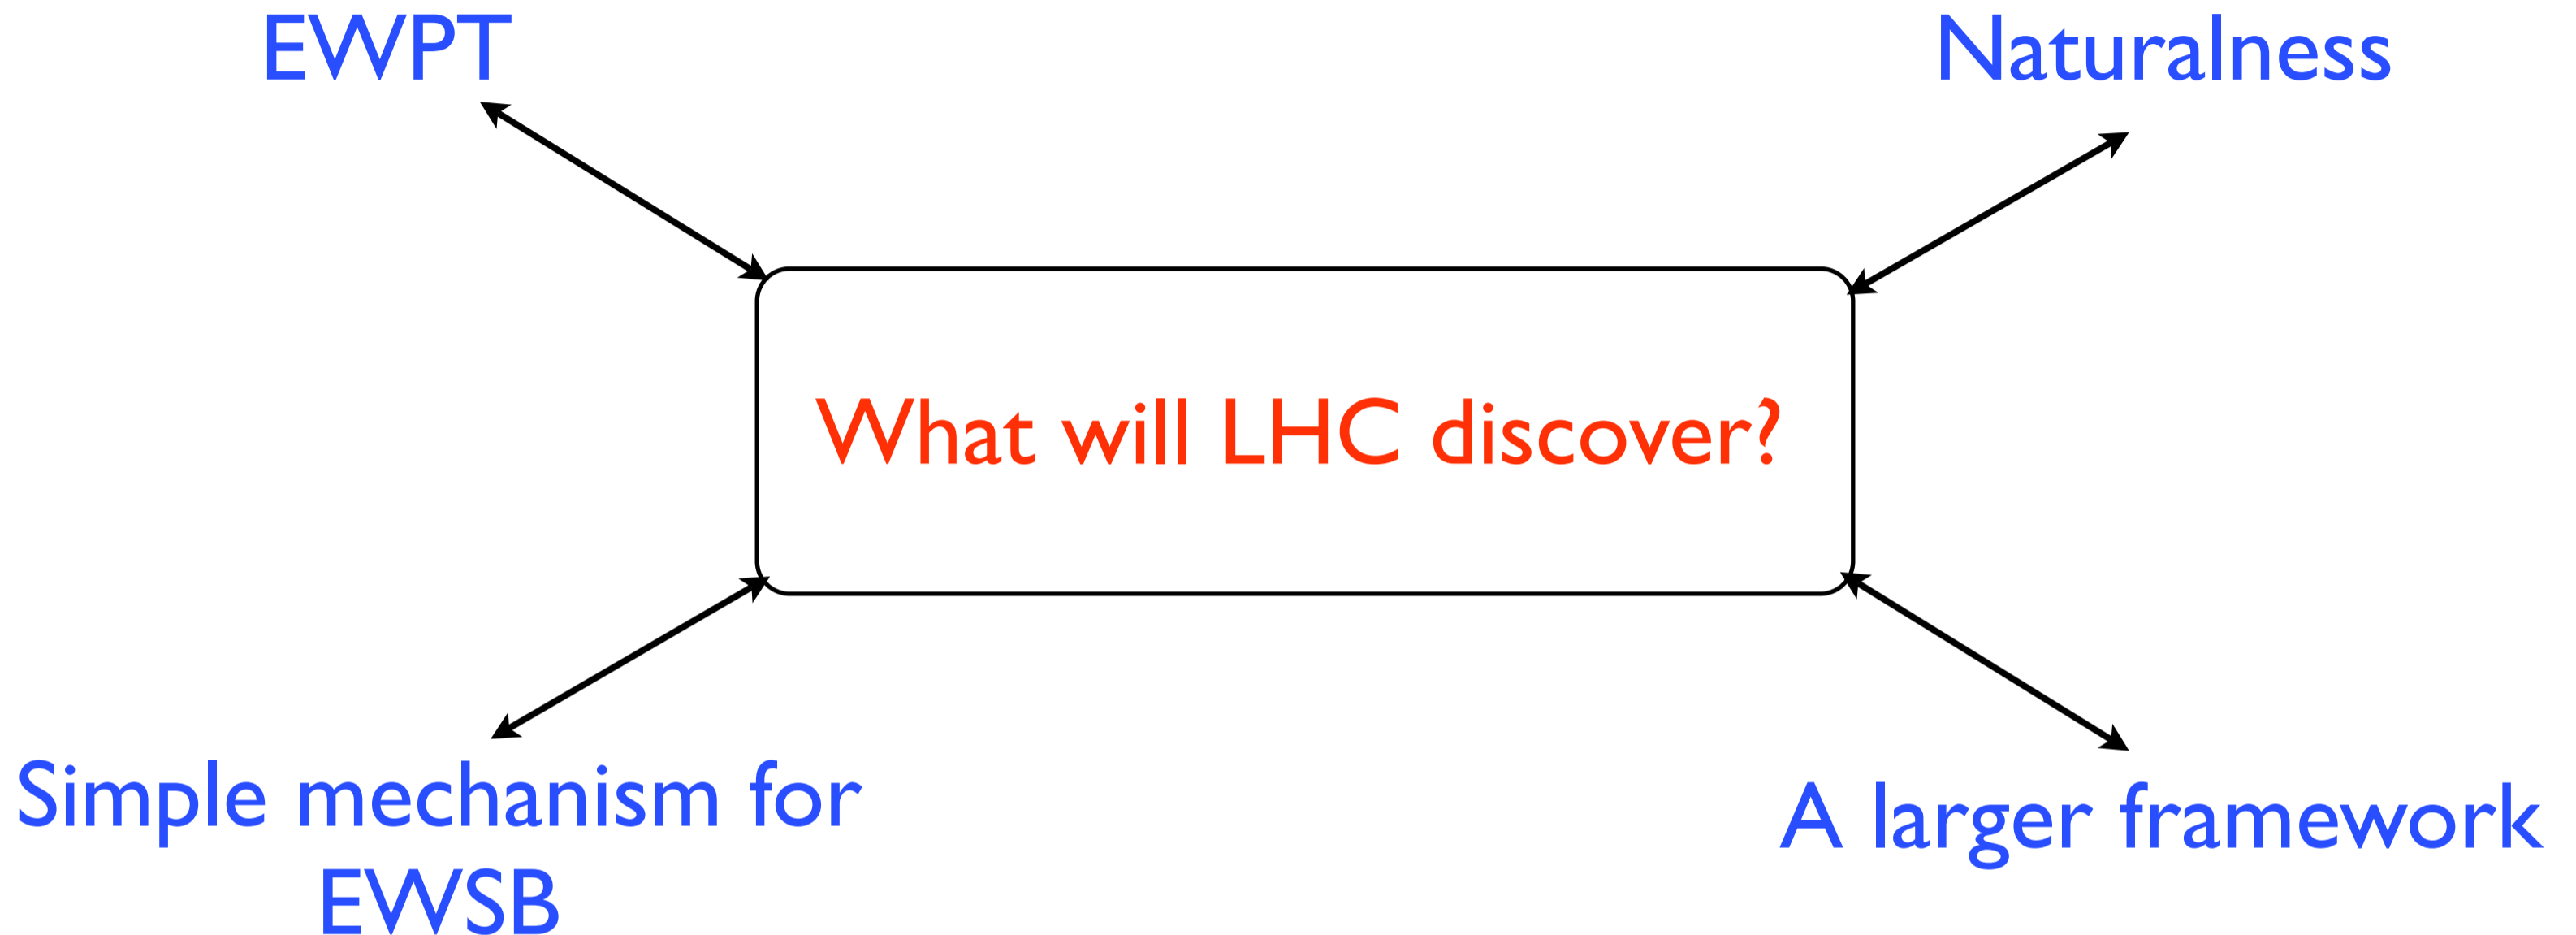 EWPT
Naturalness
What will LHC discover?
Simple mechanism for
EWSB
A larger framework